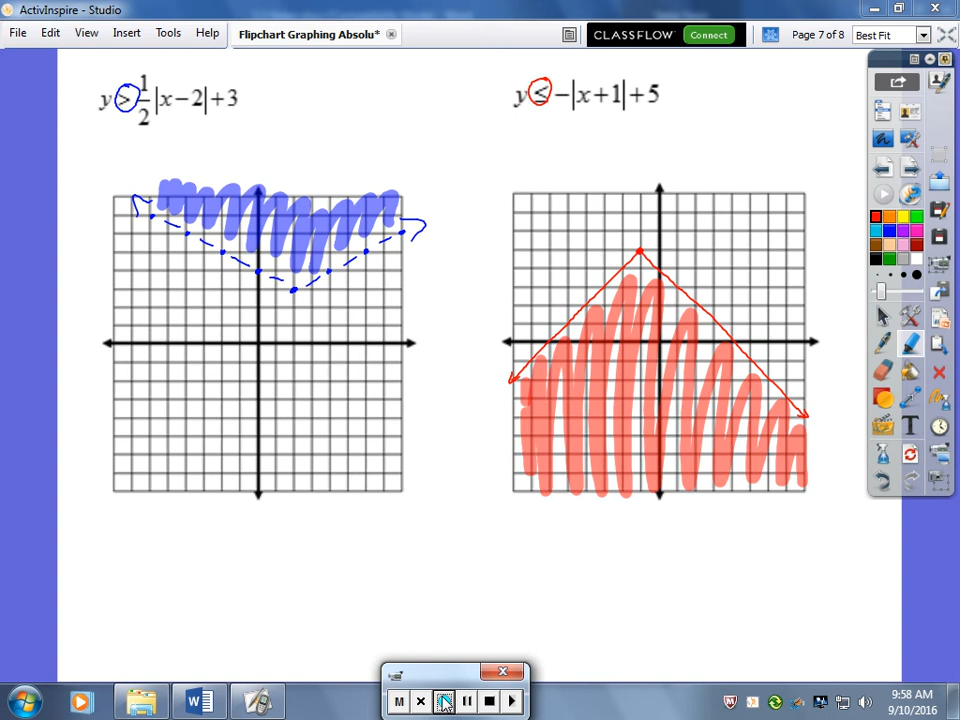 ActivInspire - Studio
File Edit View Insert Tools Help
Flipchart Graphing Absolu*
CLASSFLOW Connect
Page 7 of 8
Best Fit
y > 1/2 |x − 2| + 3
y ≤ −|x + 1| + 5
T
M
W
M
9:58 AM
9/10/2016